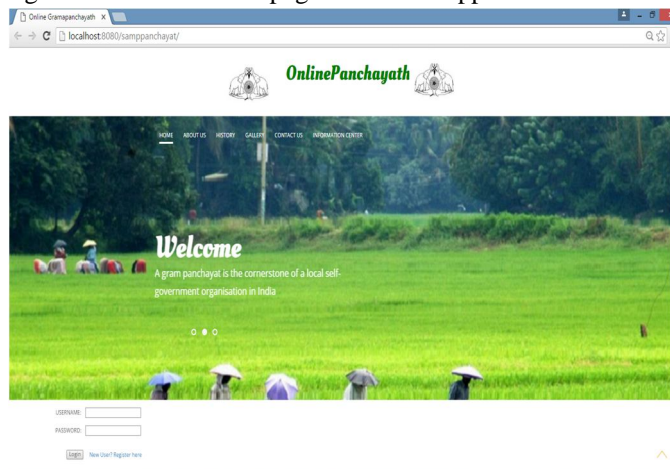 Online Gramapanchayath
localhost:8080/samppanchayat/
OnlinePanchayath
HOME ABOUT US HISTORY GALLERY CONTACT US INFORMATION CENTER
Welcome
A gram panchayat is the cornerstone of a local self-
government organisation in India
USERNAME:
PASSWORD:
Login New User? Register here